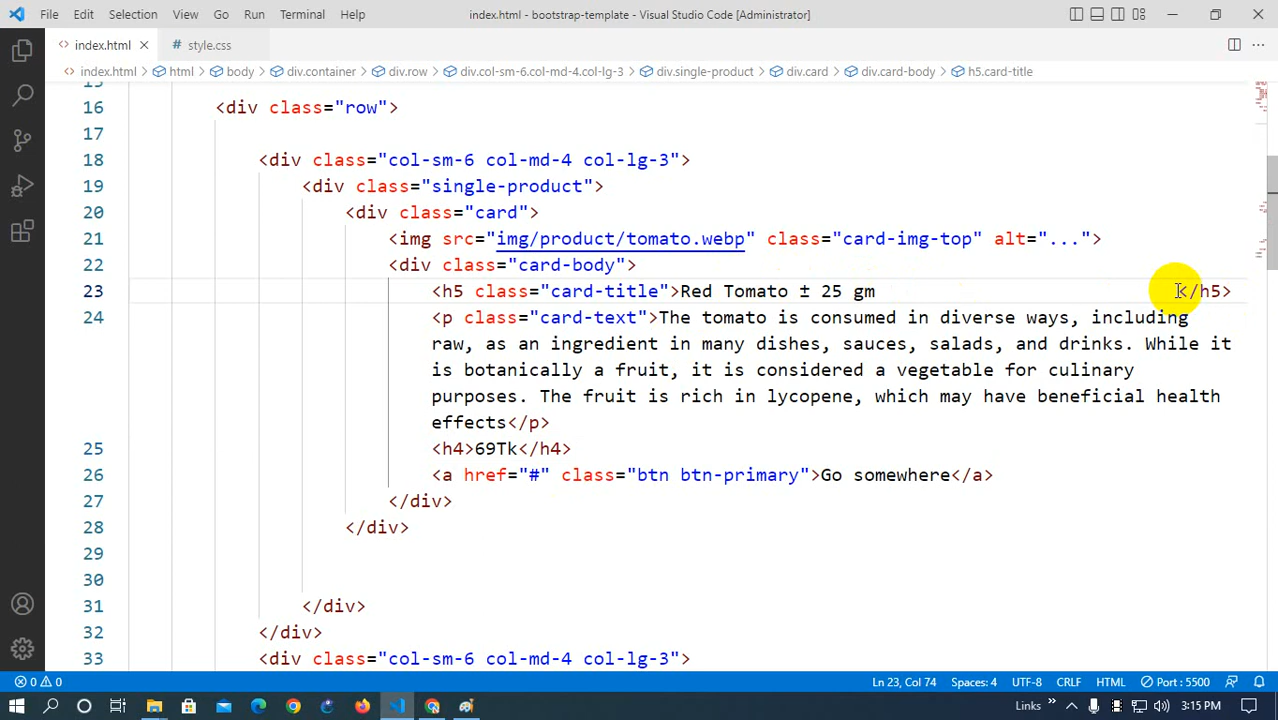 File Edit Selection View Go Run Terminal Help index.html - bootstrap-template - Visual Studio Code [Administrator]
<> index.html × # style.css ···
<> index.html > html > body > div.container > div.row > div.col-sm-6.col-md-4.col-lg-3 > div.single-product > div.card > div.card-body > h5.card-title
15
16 <div class="row">
17
18 <div class="col-sm-6 col-md-4 col-lg-3">
19 <div class="single-product">
20 <div class="card">
21 <img src="img/product/tomato.webp" class="card-img-top" alt="...">
22 <div class="card-body">
23 <h5 class="card-title">Red Tomato ± 25 gm </h5>
24 <p class="card-text">The tomato is consumed in diverse ways, including
raw, as an ingredient in many dishes, sauces, salads, and drinks. While it
is botanically a fruit, it is considered a vegetable for culinary
purposes. The fruit is rich in lycopene, which may have beneficial health
effects</p>
25 <h4>69Tk</h4>
26 <a href="#" class="btn btn-primary">Go somewhere</a>
27 </div>
28 </div>
29
30
31 </div>
32 </div>
33 <div class="col-sm-6 col-md-4 col-lg-3">
0 0 Ln 23, Col 74 Spaces: 4 UTF-8 CRLF HTML Port : 5500
Links » 3:15 PM